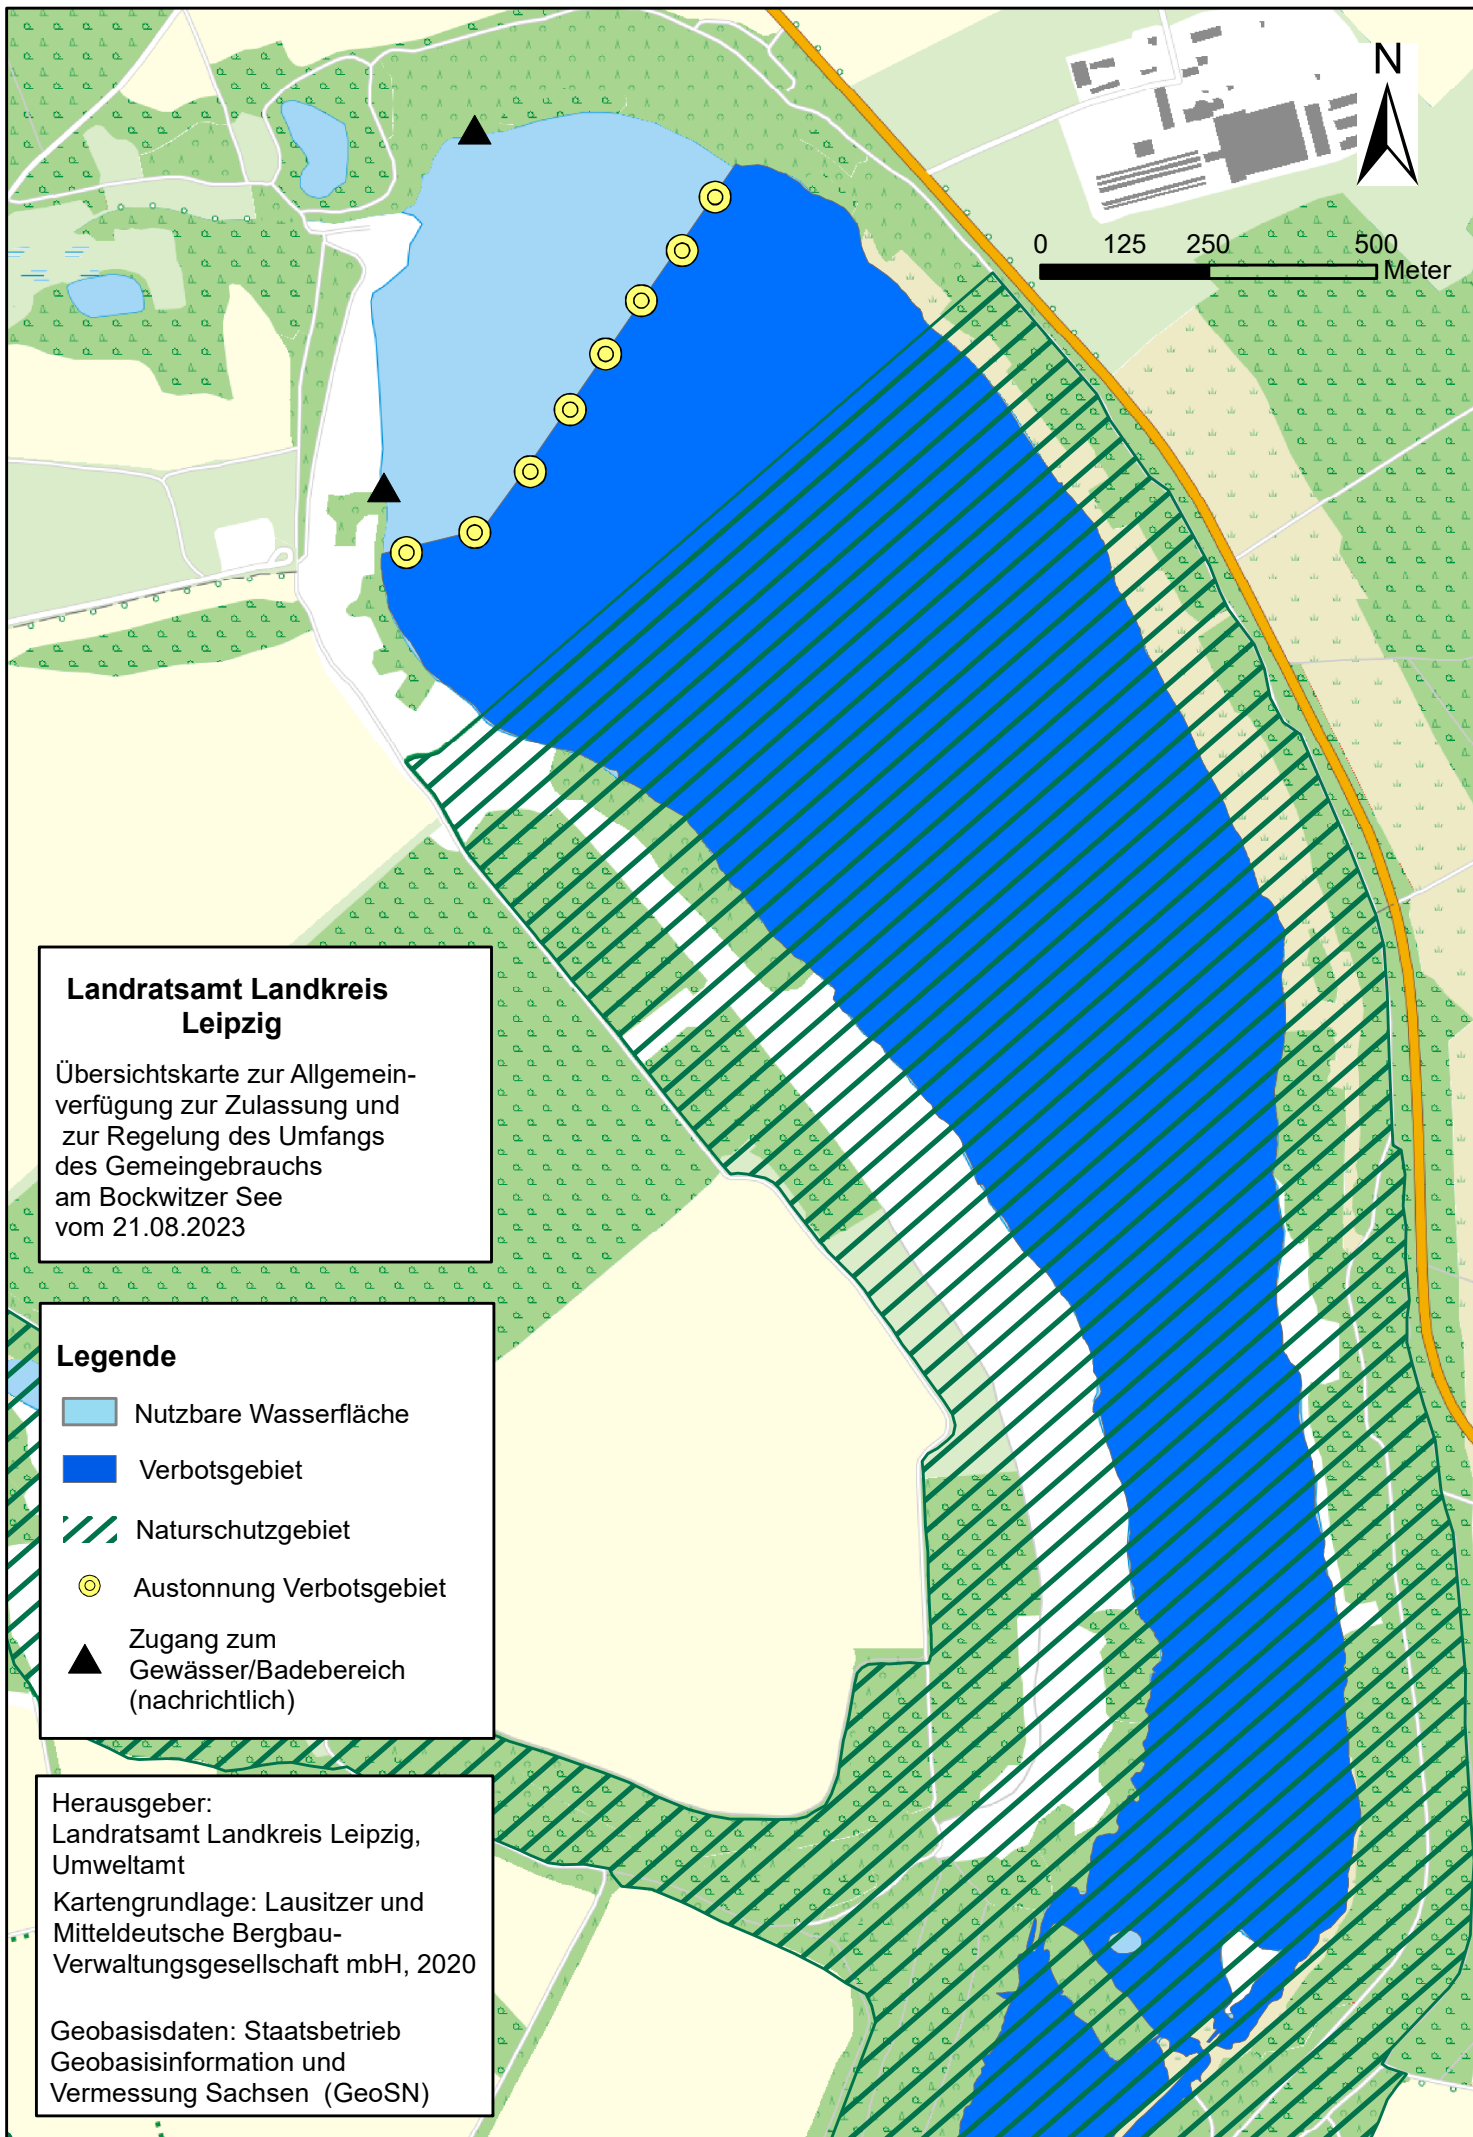 N
0 125 250 500
Meter
Landratsamt Landkreis
Leipzig
Übersichtskarte zur Allgemein-
verfügung zur Zulassung und
zur Regelung des Umfangs
des Gemeingebrauchs
am Bockwitzer See
vom 21.08.2023
Legende
Nutzbare Wasserfläche
Verbotsgebiet
Naturschutzgebiet
Austonnung Verbotsgebiet
Zugang zum
Gewässer/Badebereich
(nachrichtlich)
Herausgeber:
Landratsamt Landkreis Leipzig,
Umweltamt
Kartengrundlage: Lausitzer und
Mitteldeutsche Bergbau-
Verwaltungsgesellschaft mbH, 2020
Geobasisdaten: Staatsbetrieb
Geobasisinformation und
Vermessung Sachsen (GeoSN)